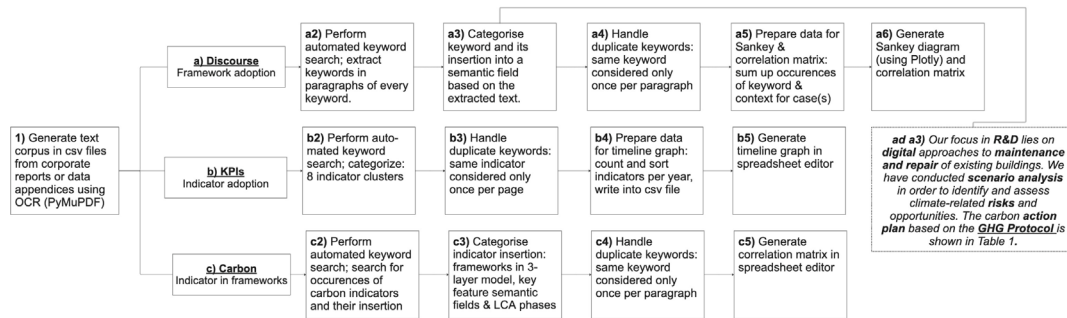 1) Generate text
corpus in csv files
from corporate
reports or data
appendices using
OCR (PyMuPDF)
a) Discourse
Framework adoption
a2) Perform
automated keyword
search; extract
keywords in
paragraphs of every
keyword.
a3) Categorise
keyword and its
insertion into a
semantic field
based on the
extracted text.
a4) Handle
duplicate keywords:
same keyword
considered only
once per paragraph
a5) Prepare data for
Sankey &
correlation matrix:
sum up occurences
of keyword &
context for case(s)
a6) Generate
Sankey diagram
(using Plotly) and
correlation matrix
b) KPIs
Indicator adoption
b2) Perform auto-
mated keyword
search; categorize:
8 indicator clusters
b3) Handle
duplicate keywords:
same indicator
considered only
once per page
b4) Prepare data
for timeline graph:
count and sort
indicators per year,
write into csv file
b5) Generate
timeline graph in
spreadsheet editor
ad a3) Our focus in R&D lies on
digital approaches to maintenance
and repair of existing buildings. We
have conducted scenario analysis
in order to identify and assess
climate-related risks and
opportunities. The carbon action
plan based on the GHG Protocol is
shown in Table 1.
c) Carbon
Indicator in frameworks
c2) Perform
automated keyword
search; search for
occurences of
carbon indicators
and their insertion
c3) Categorise
indicator insertion:
frameworks in 3-
layer model, key
feature semantic
fields & LCA phases
c4) Handle
duplicate keywords:
same keyword
considered only
once per paragraph
c5) Generate
correlation matrix in
spreadsheet editor